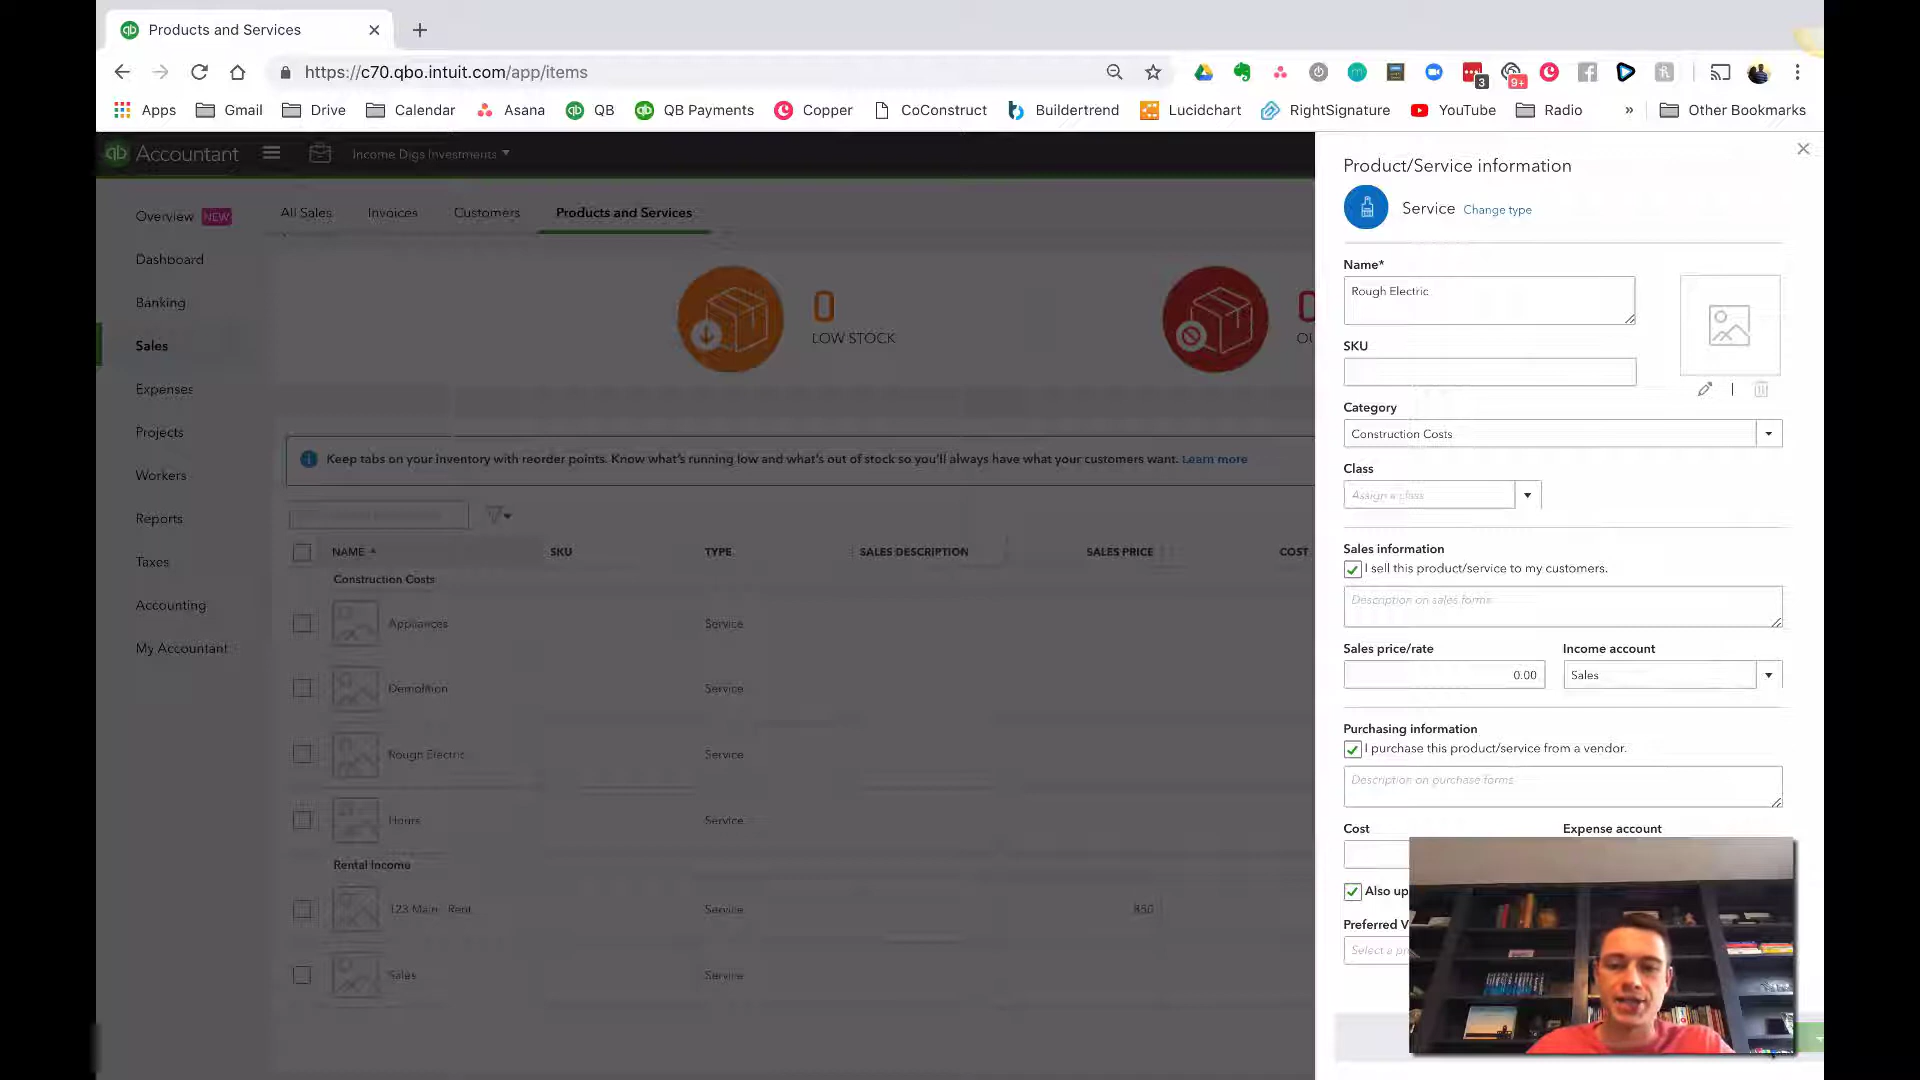 Products and Services
https://c70.qbo.intuit.com/app/items
3
9+
Apps Gmail Drive Calendar Asana QB QB Payments Copper CoConstruct Buildertrend Lucidchart RightSignature YouTube Radio » Other Bookmarks
qb Accountant Income Digs Investments
Overview NEW
Dashboard
Banking
Sales
Expenses
Projects
Workers
Reports
Taxes
Accounting
My Accountant
All Sales Invoices Customers Products and Services
0
LOW STOCK
0
OU
Keep tabs on your inventory with reorder points. Know what's running low and what's out of stock so you'll always have what your customers want. Learn more
NAME SKU TYPE SALES DESCRIPTION SALES PRICE COST
Construction Costs
Appliances Service
Demolition Service
Rough Electric Service
Hours Service
Rental Income
123 Main - Rent Service 850
Sales Service
Product/Service information
Service Change type
Name*
Rough Electric
SKU
Category
Construction Costs
Class
Assign a class
Sales information
I sell this product/service to my customers.
Description on sales forms
Sales price/rate Income account
0.00 Sales
Purchasing information
I purchase this product/service from a vendor.
Description on purchase forms
Cost Expense account
Also up
Preferred V
Select a pr